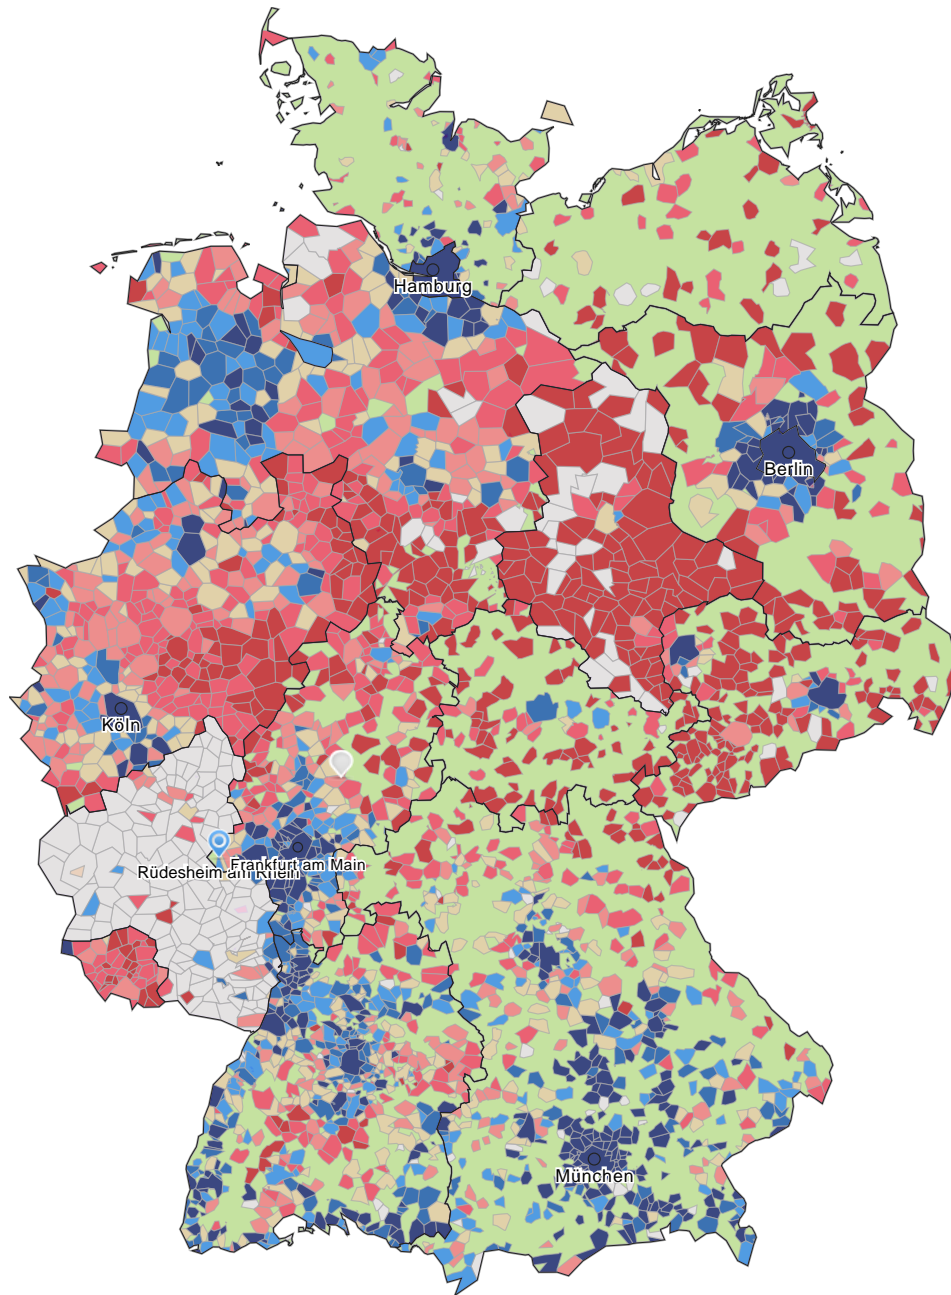 Hamburg
Berlin
Köln
Frankfurt am Main
Rüdesheim am Rhein
München